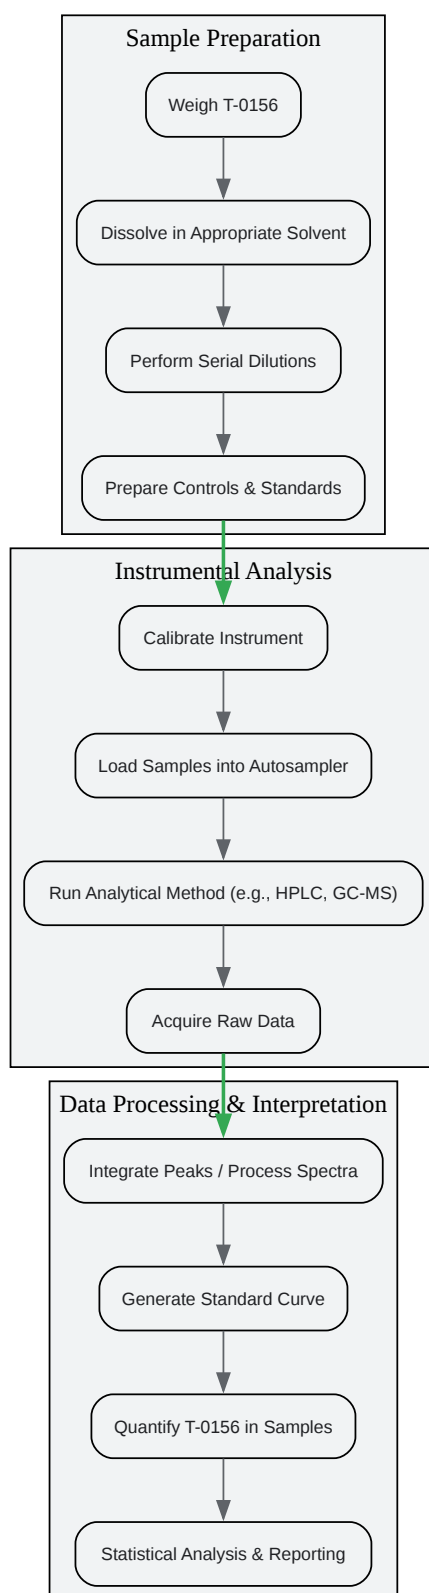 Sample Preparation
Weigh T-0156
Dissolve in Appropriate Solvent
Perform Serial Dilutions
Prepare Controls & Standards
Instrumental Analysis
Calibrate Instrument
Load Samples into Autosampler
Run Analytical Method (e.g., HPLC, GC-MS)
Acquire Raw Data
Data Processing & Interpretation
Integrate Peaks / Process Spectra
Generate Standard Curve
Quantify T-0156 in Samples
Statistical Analysis & Reporting